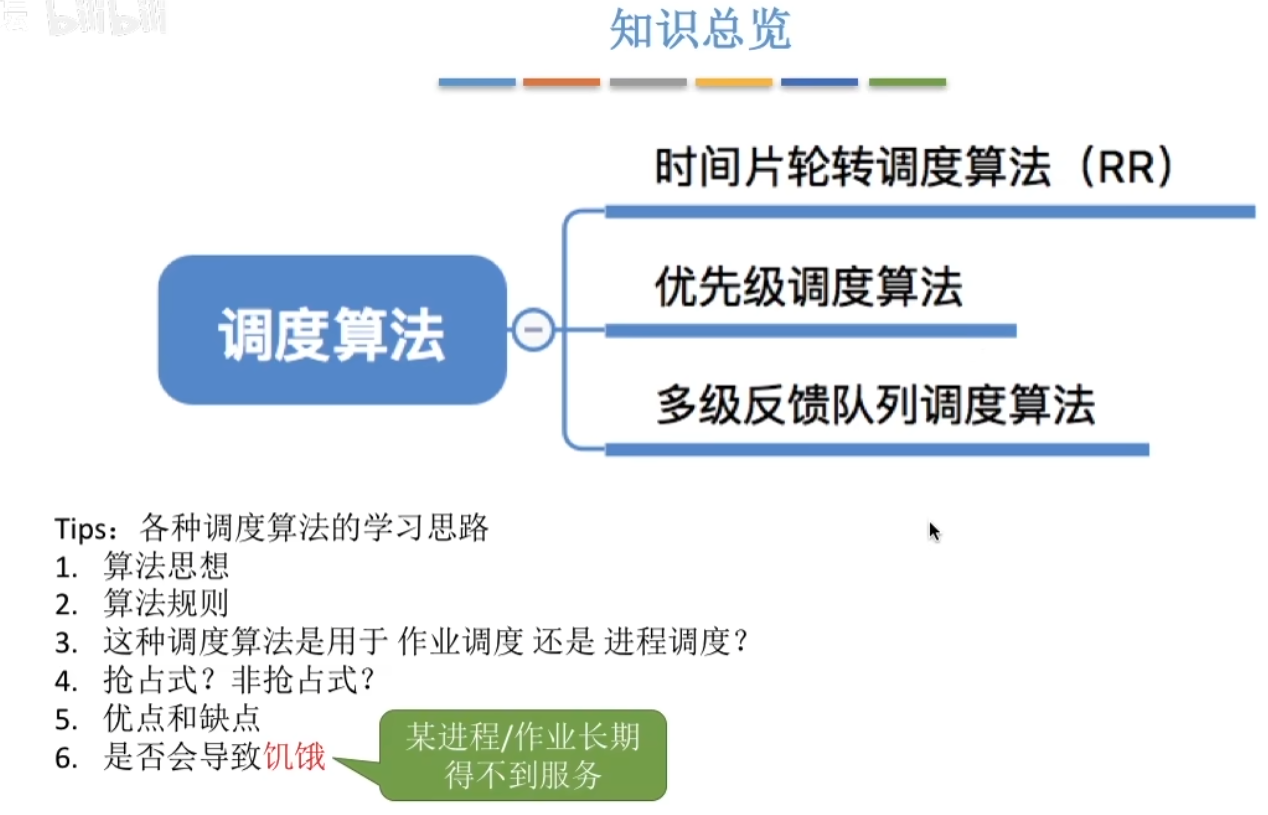 知识总览
时间片轮转调度算法（RR）
优先级调度算法
调度算法
多级反馈队列调度算法
Tips：各种调度算法的学习思路
1. 算法思想
2. 算法规则
3. 这种调度算法是用于 作业调度 还是 进程调度？
4. 抢占式？非抢占式？
5. 优点和缺点
6. 是否会导致饥饿
某进程/作业长期
得不到服务